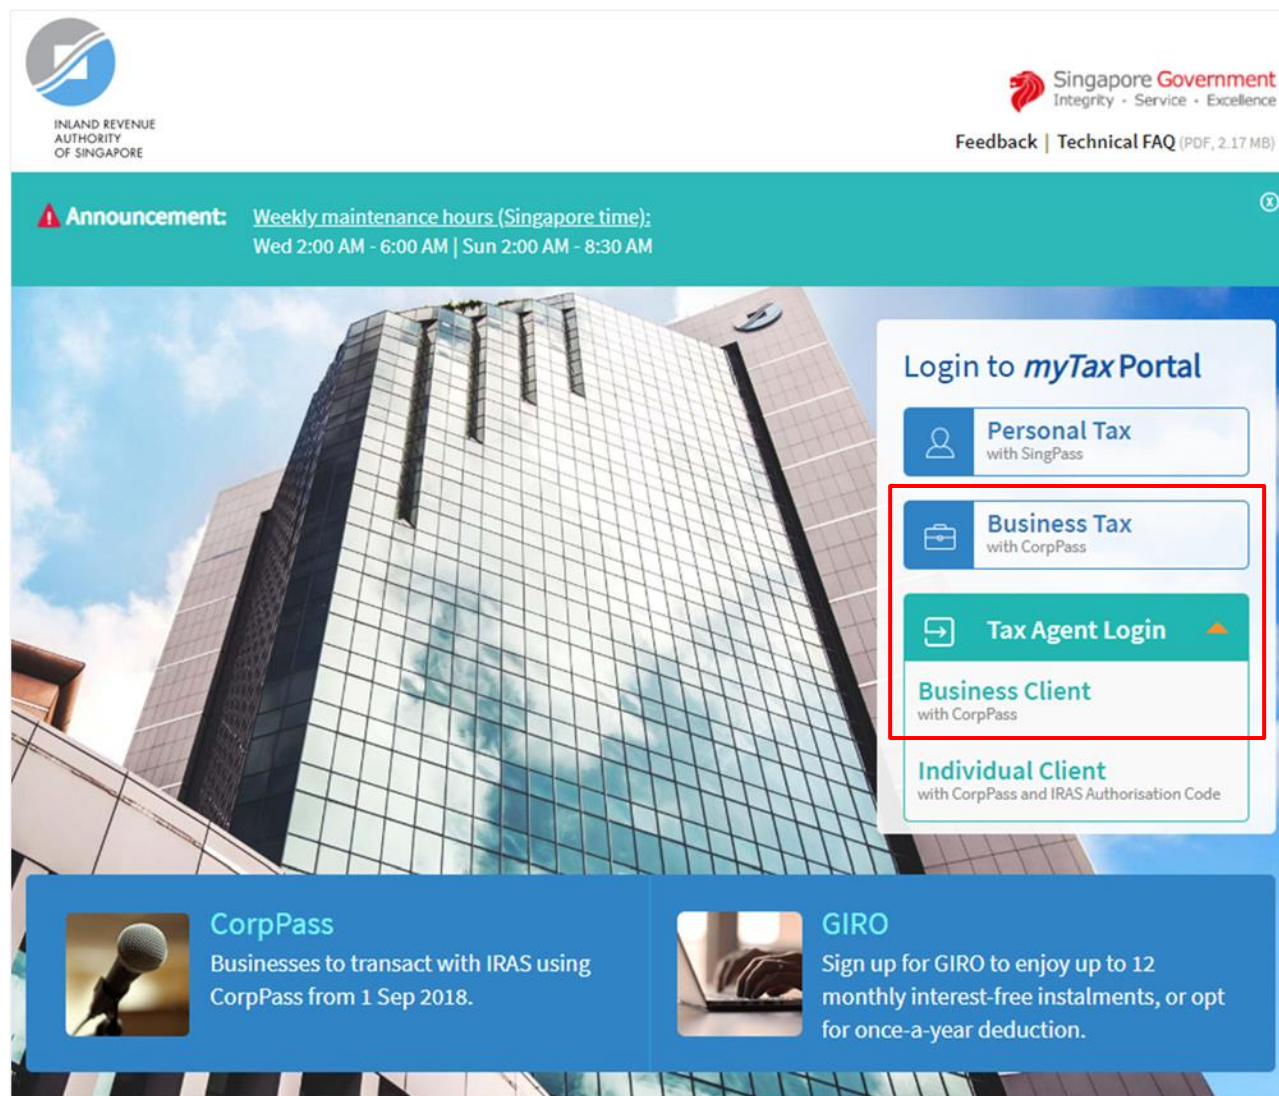 INLAND REVENUE
AUTHORITY
OF SINGAPORE
Singapore Government
Integrity · Service · Excellence
Feedback | Technical FAQ (PDF, 2.17 MB)
Announcement:
Weekly maintenance hours (Singapore time):
Wed 2:00 AM - 6:00 AM | Sun 2:00 AM - 8:30 AM
Login to myTax Portal
Personal Tax
with SingPass
Business Tax
with CorpPass
Tax Agent Login
Business Client
with CorpPass
Individual Client
with CorpPass and IRAS Authorisation Code
CorpPass
Businesses to transact with IRAS using
CorpPass from 1 Sep 2018.
GIRO
Sign up for GIRO to enjoy up to 12
monthly interest-free instalments, or opt
for once-a-year deduction.